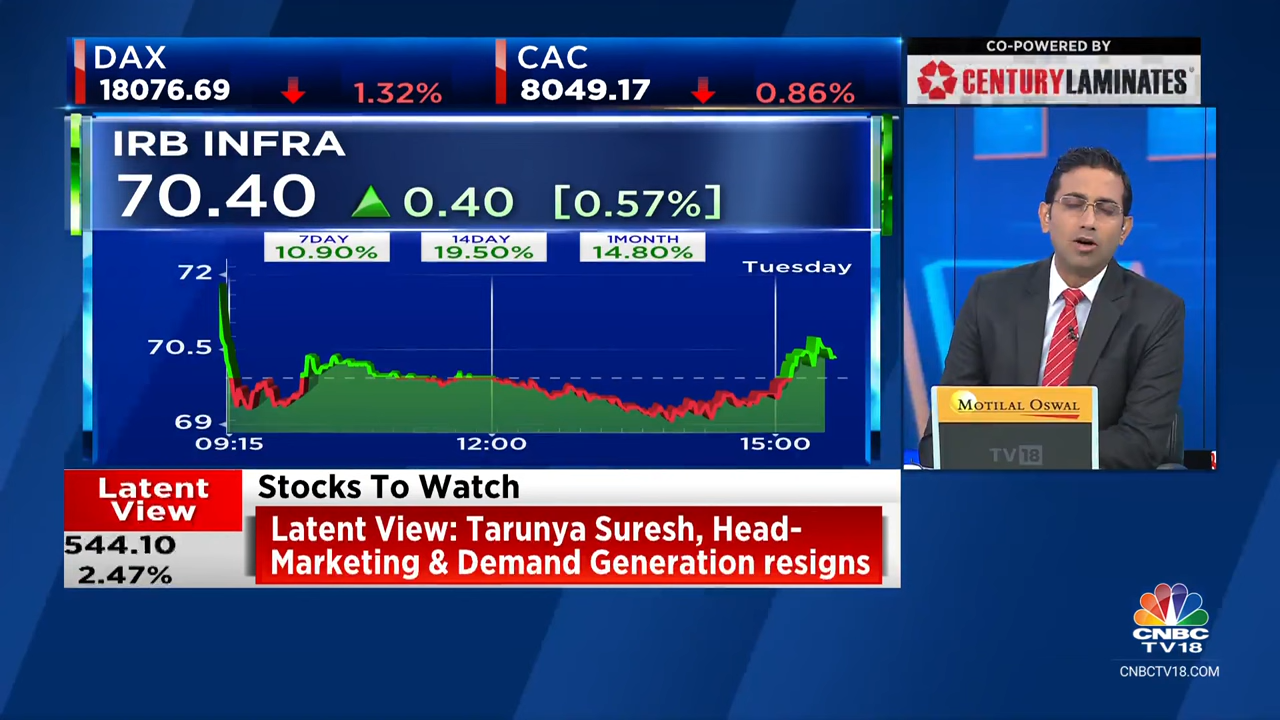 DAX
18076.69 1.32%
CAC
8049.17 0.86%
CO-POWERED BY
CENTURYLAMINATES®
IRB INFRA
70.40 0.40 [0.57%]
7DAY
10.90%
14DAY
19.50%
1MONTH
14.80%
Tuesday
72
70.5
69
09:15 12:00 15:00
MOTILAL OSWAL
TV18
Latent
View
544.10
2.47%
Stocks To Watch
Latent View: Tarunya Suresh, Head-
Marketing & Demand Generation resigns
CNBC
TV18
CNBCTV18.COM